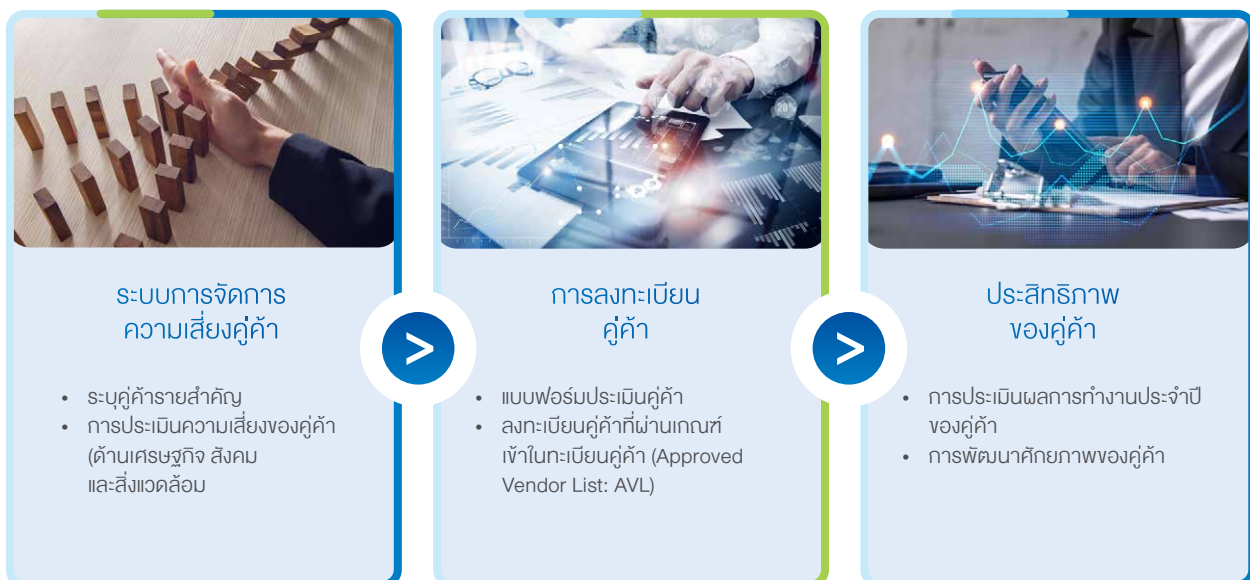 ระบบการจัดการ
ความเสี่ยงคู่ค้า
• ระบุคู่ค้ารายสำคัญ
• การประเมินความเสี่ยงของคู่ค้า
(ด้านเศรษฐกิจ สังคม
และสิ่งแวดล้อม
>
การลงทะเบียน
คู่ค้า
• แบบฟอร์มประเมินคู่ค้า
• ลงทะเบียนคู่ค้าที่ผ่านเกณฑ์
เข้าในทะเบียนคู่ค้า (Approved
Vendor List: AVL)
>
ประสิทธิภาพ
ของคู่ค้า
• การประเมินผลการทำงานประจำปี
ของคู่ค้า
• การพัฒนาศักยภาพของคู่ค้า